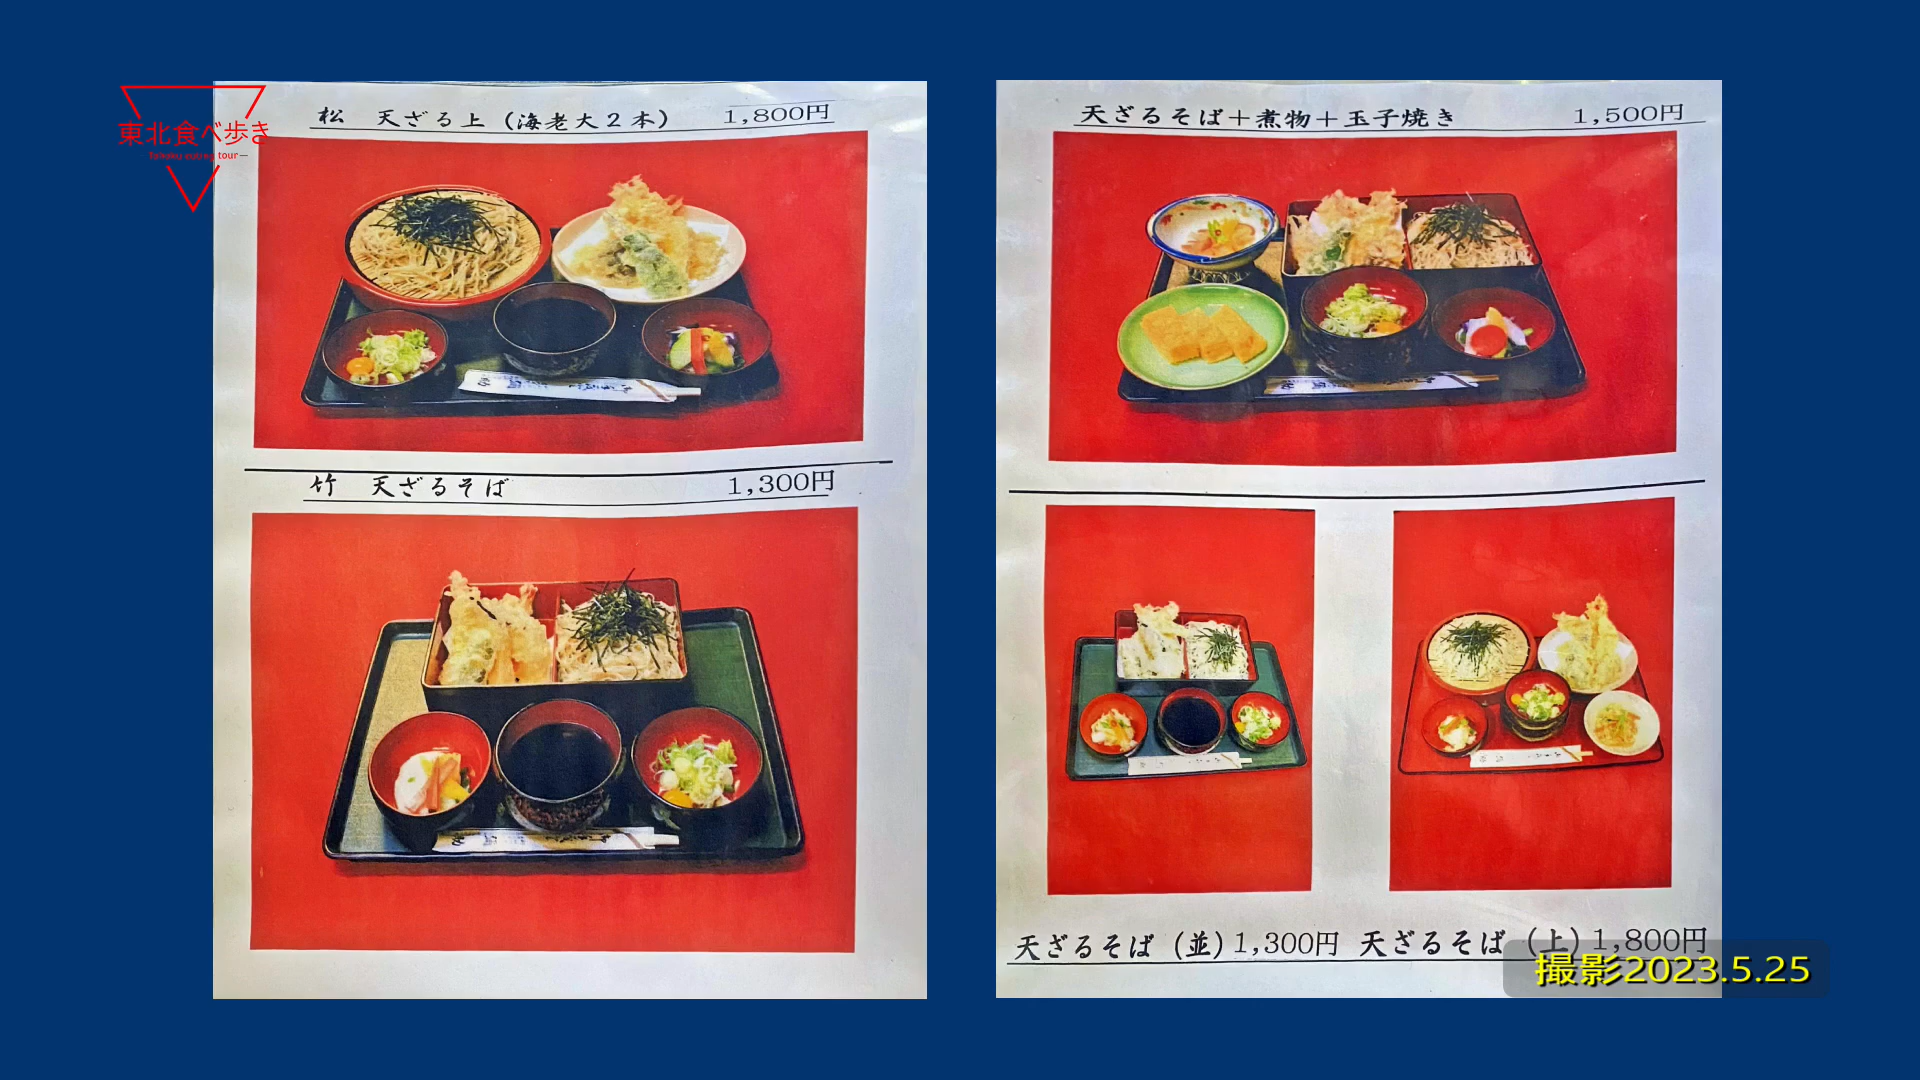 東北食べ歩き
Tohoku eating tour
松　天ざる上（海老大２本）　1,800円
竹　天ざるそば　1,300円
天ざるそば＋煮物＋玉子焼き　1,500円
天ざるそば（並）1,300円　天ざるそば（上）1,800円
撮影2023.5.25